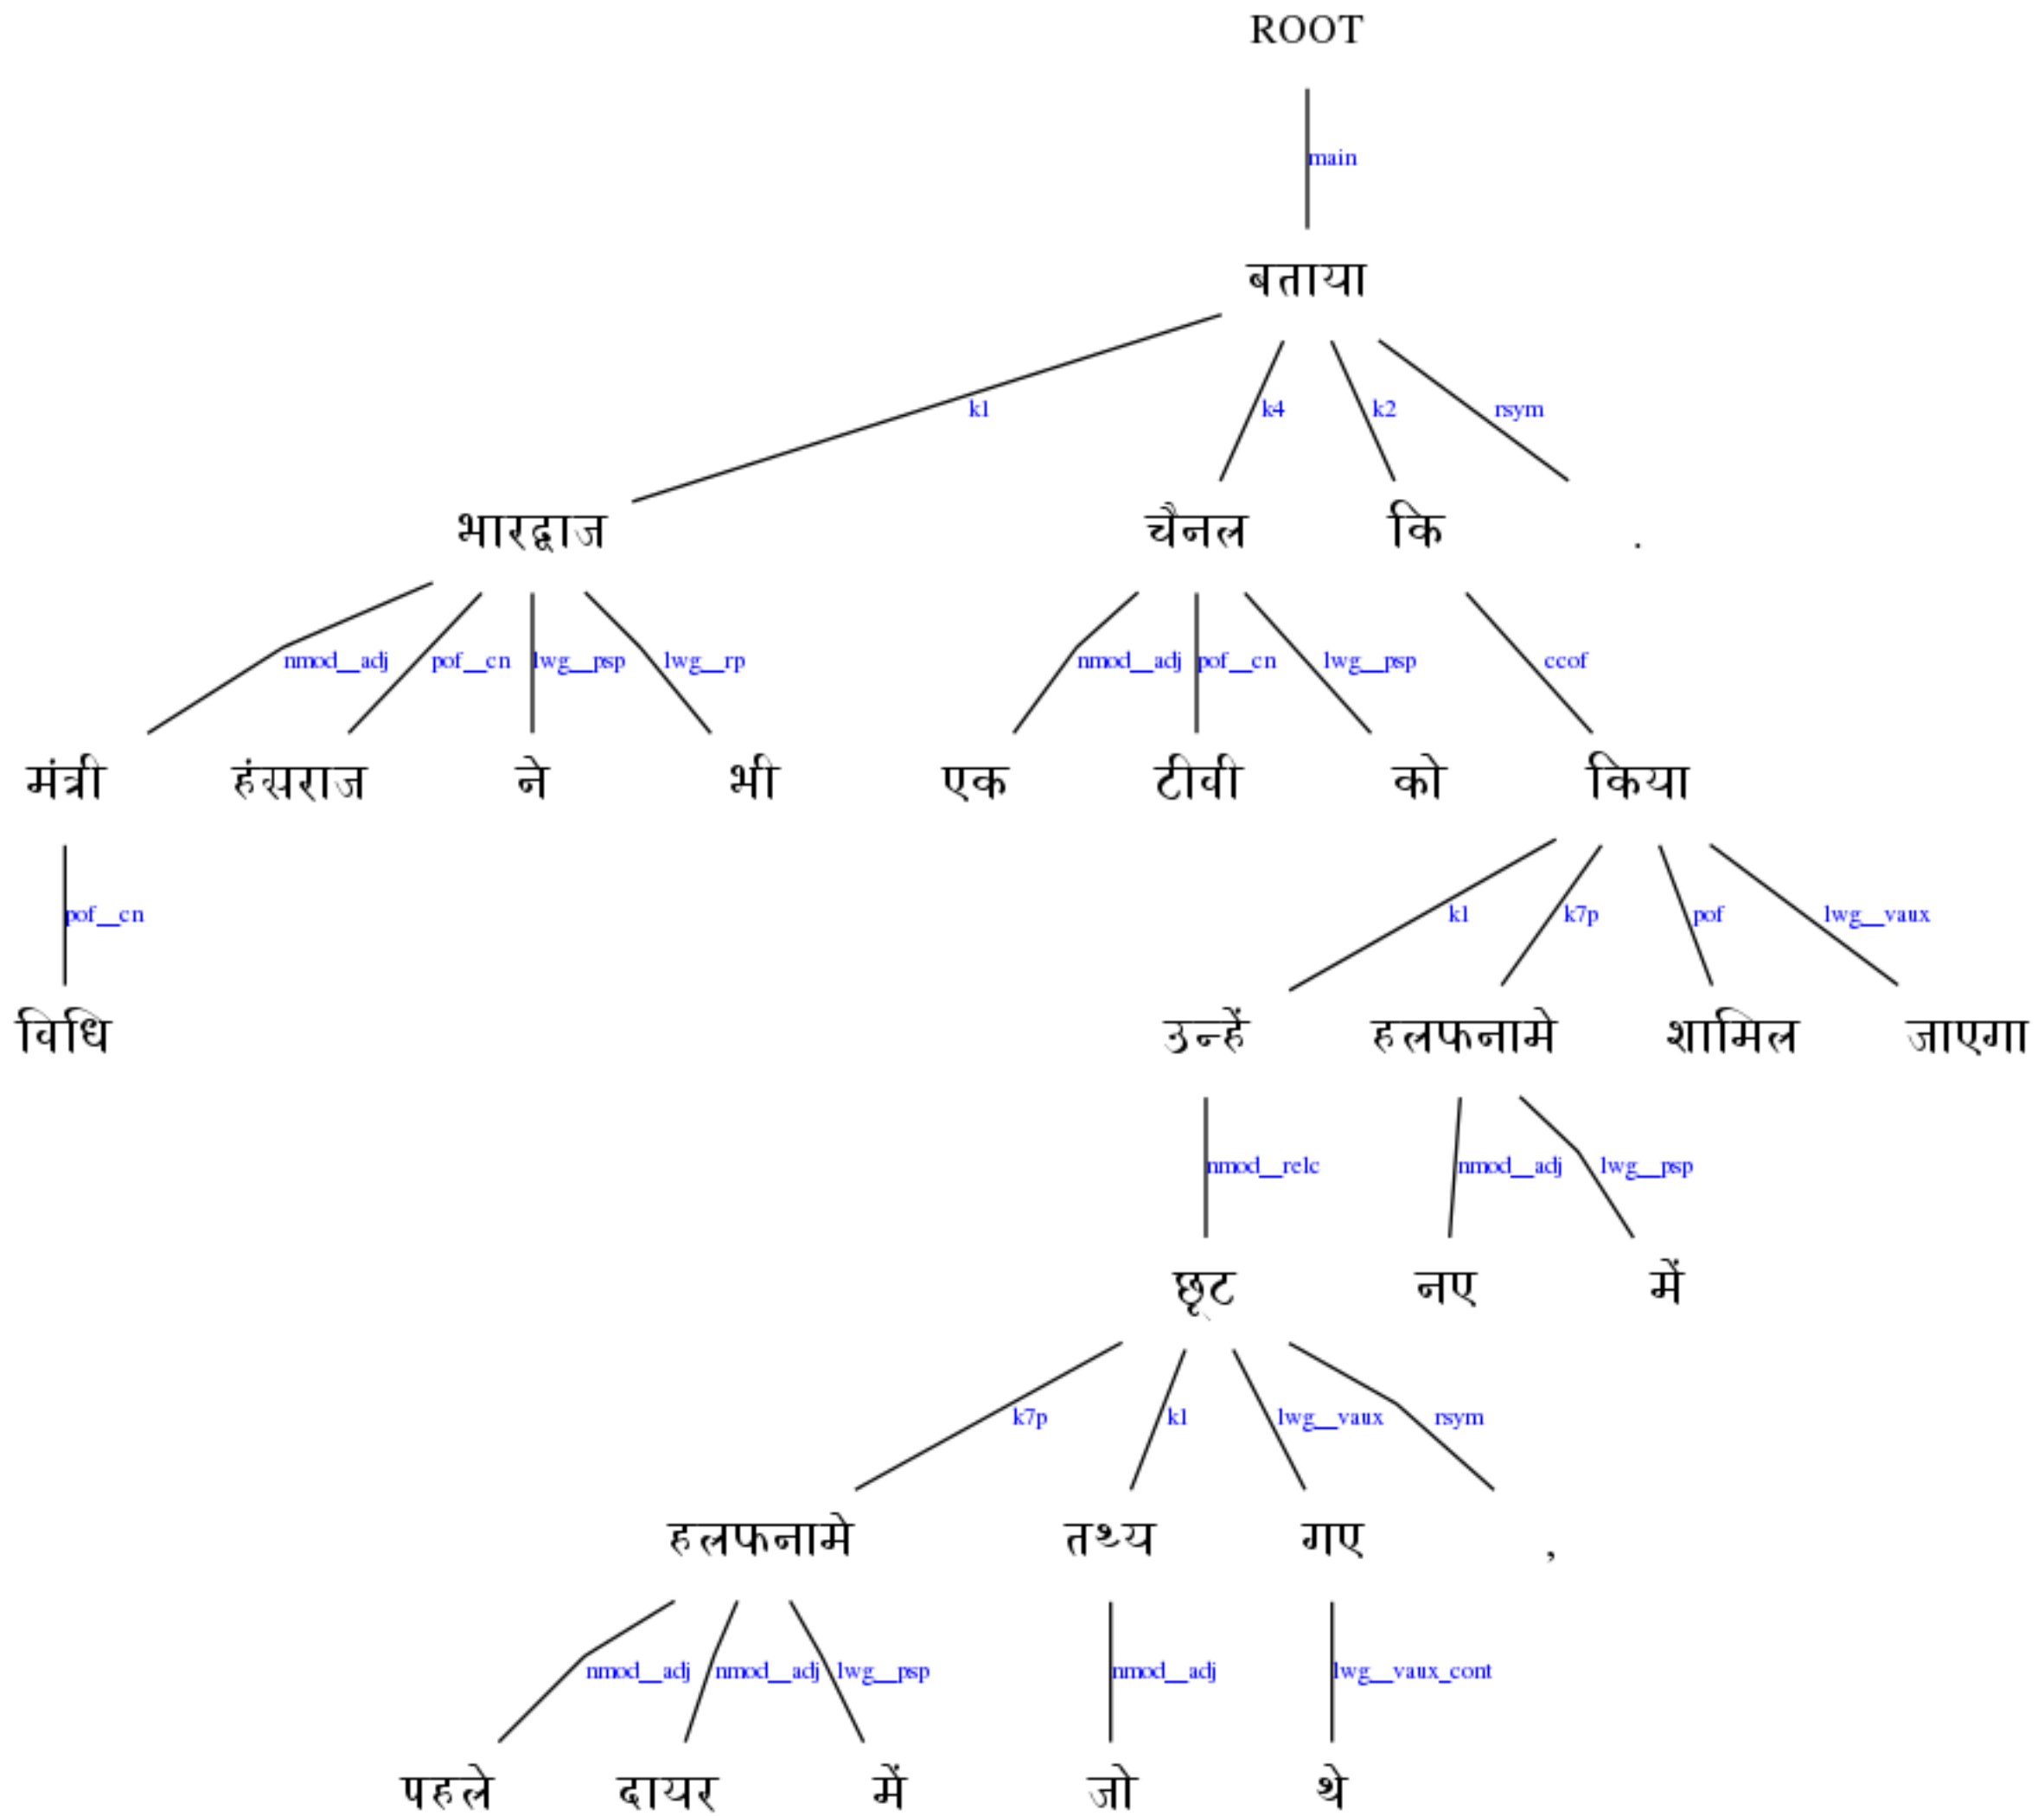 ROOT
main
बताया
k1 k4 k2 rsym
भारद्वाज चैनल कि .
nmod__adj pof__cn lwg__psp lwg__rp nmod__adj pof__cn lwg__psp ccof
मंत्री हंसराज ने भी एक टीवी को किया
pof__cn k1 k7p pof lwg__vaux
विधि उन्हें हलफनामे शामिल जाएगा
nmod__relc nmod__adj lwg__psp
छूट नए में
k7p k1 lwg__vaux rsym
हलफनामे तथ्य गए ,
nmod__adj nmod__adj lwg__psp nmod__adj lwg__vaux_cont
पहले दायर में जो थे